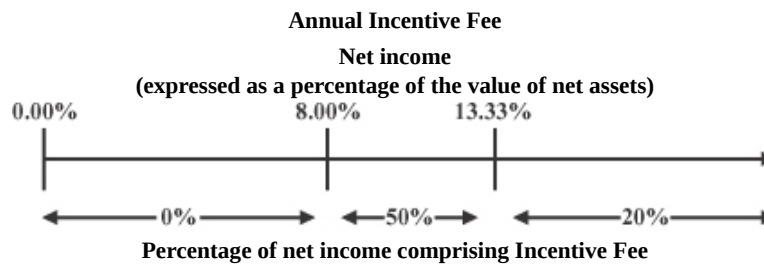 Annual Incentive Fee
Net income
(expressed as a percentage of the value of net assets)
0.00% 8.00% 13.33%
0% 50% 20%
Percentage of net income comprising Incentive Fee